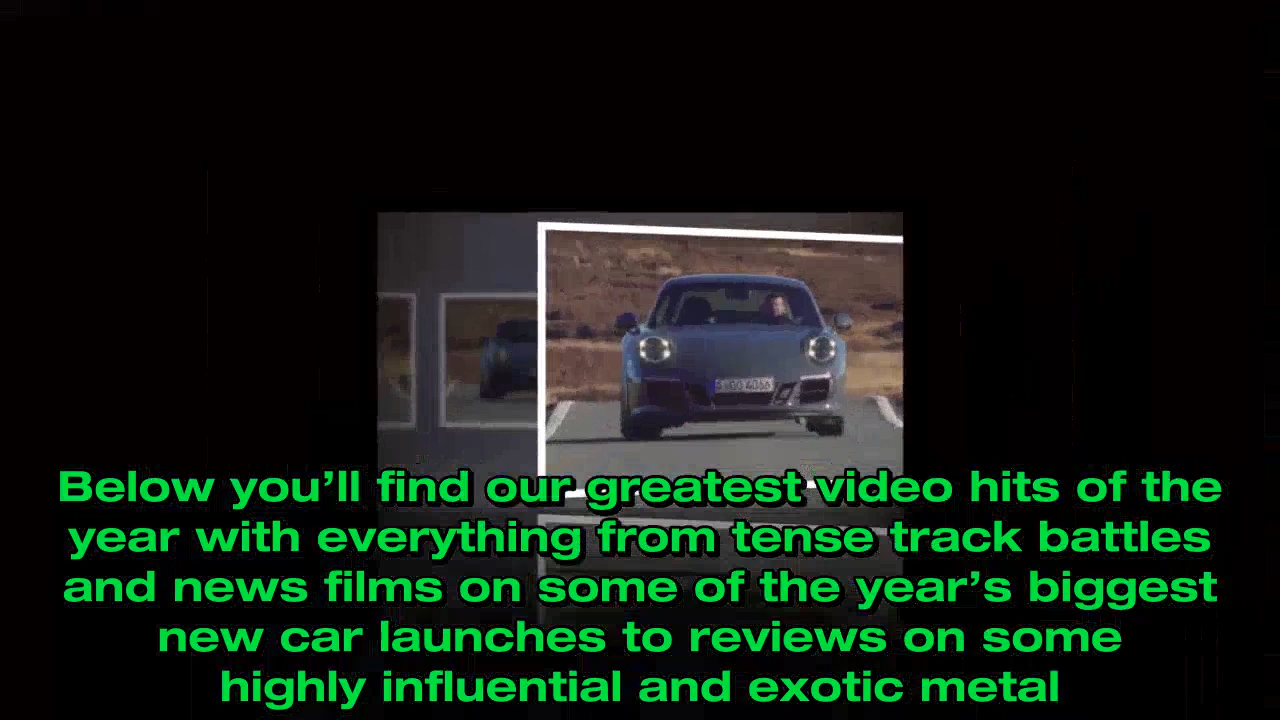 Below you’ll find our greatest video hits of the
year with everything from tense track battles
and news films on some of the year’s biggest
new car launches to reviews on some
highly influential and exotic metal